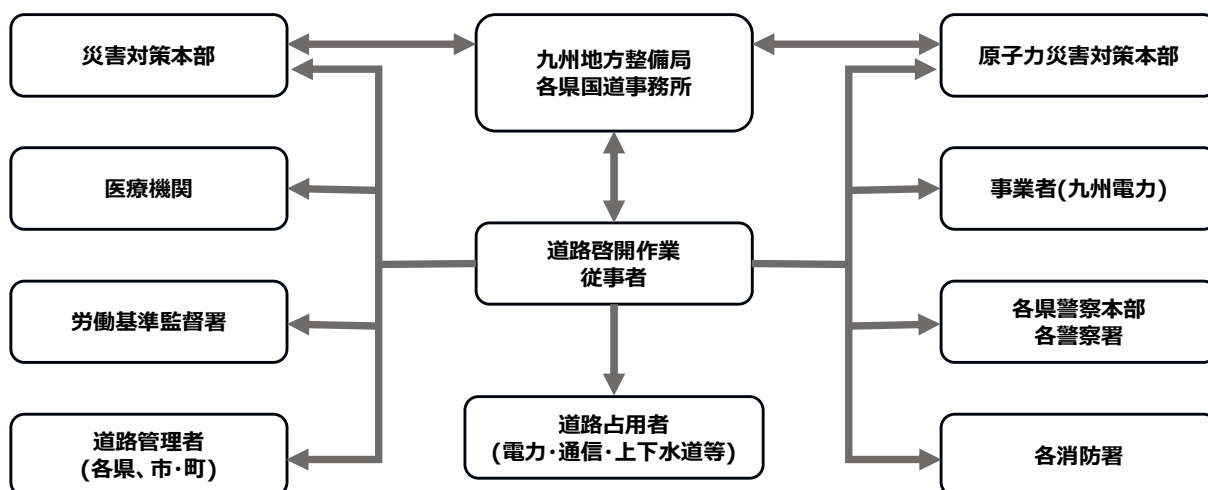 災害対策本部
九州地方整備局
各県国道事務所
原子力災害対策本部
医療機関
事業者(九州電力)
道路啓開作業
従事者
労働基準監督署
各県警察本部
各警察署
道路管理者
(各県、市・町)
道路占用者
(電力・通信・上下水道等)
各消防署